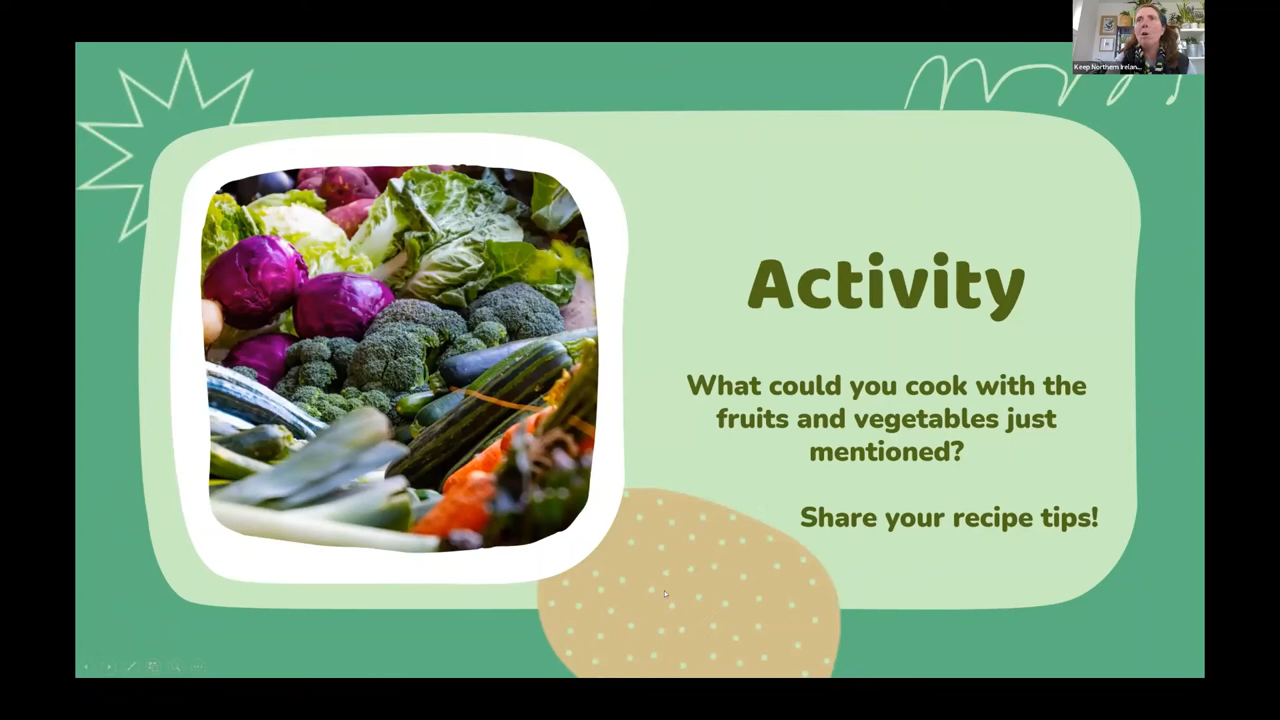 Keep Northern Irelan...
Activity
What could you cook with the
fruits and vegetables just
mentioned?
Share your recipe tips!